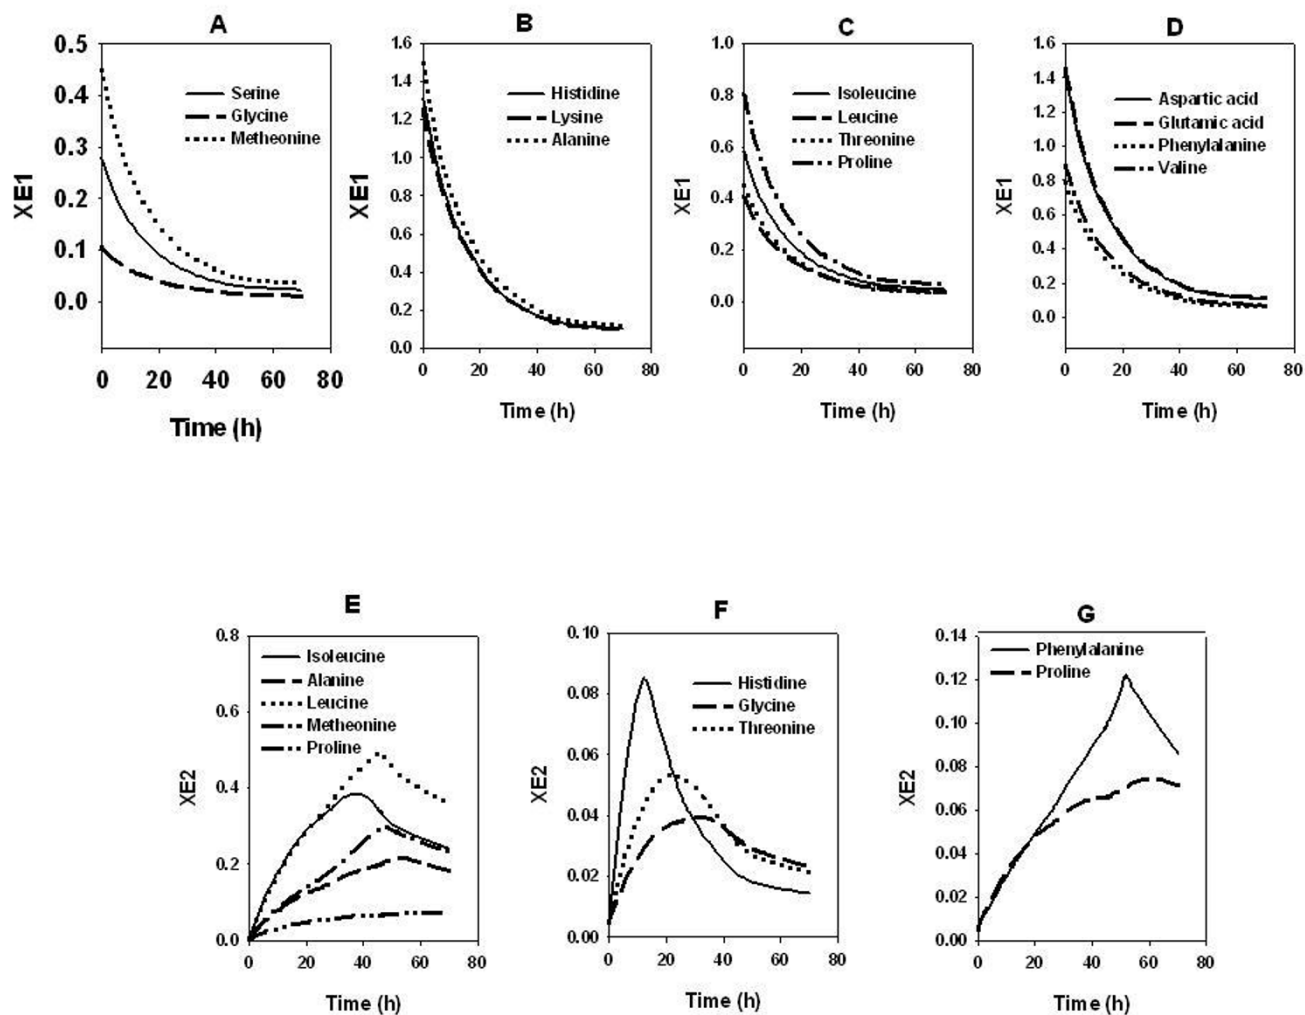 A
0.5
0.4
0.3
0.2
0.1
0.0
XE1
Serine
Glycine
Metheonine
0 20 40 60 80
Time (h)
B
1.6
1.4
1.2
1.0
0.8
0.6
0.4
0.2
0.0
XE1
Histidine
Lysine
Alanine
0 20 40 60 80
Time (h)
C
1.0
0.8
0.6
0.4
0.2
0.0
XE1
Isoleucine
Leucine
Threonine
Proline
0 20 40 60 80
Time (h)
D
1.6
1.4
1.2
1.0
0.8
0.6
0.4
0.2
0.0
XE1
Aspartic acid
Glutamic acid
Phenylalanine
Valine
0 20 40 60 80
Time (h)
E
0.8
0.6
0.4
0.2
0.0
XE2
Isoleucine
Alanine
Leucine
Metheonine
Proline
0 20 40 60 80
Time (h)
F
0.10
0.08
0.06
0.04
0.02
0.00
XE2
Histidine
Glycine
Threonine
0 20 40 60 80
Time (h)
G
0.14
0.12
0.10
0.08
0.06
0.04
0.02
0.00
XE2
Phenylalanine
Proline
0 20 40 60 80
Time (h)